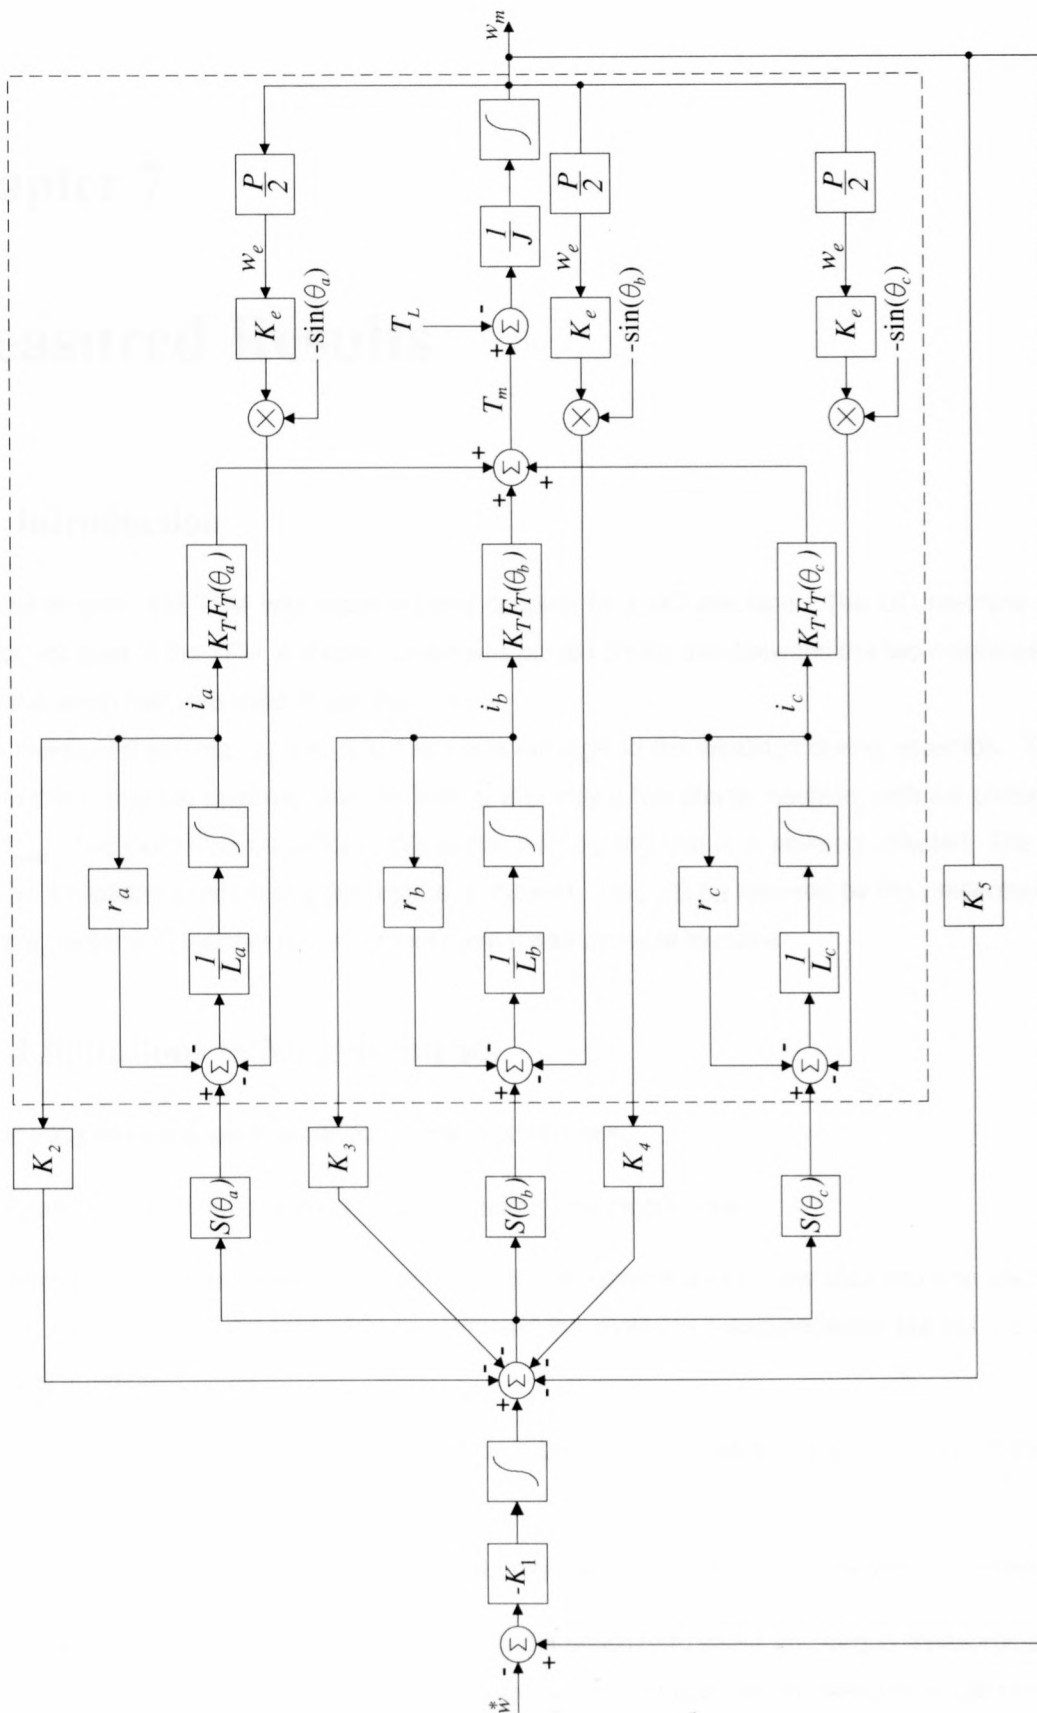 w_m
P/2
w_e
K_e
-sin(θ_a)
∫
1/J
T_L
-
+
Σ
T_m
P/2
w_e
K_e
-sin(θ_b)
P/2
w_e
K_e
-sin(θ_c)
+
+
+
Σ
K_T F_T(θ_a)
K_T F_T(θ_b)
K_T F_T(θ_c)
i_a
i_b
i_c
∫
∫
∫
r_a
r_b
r_c
K_5
1/L_a
1/L_b
1/L_c
-
Σ
-
+
-
Σ
-
+
-
Σ
-
+
K_2
K_3
K_4
S(θ_a)
S(θ_b)
S(θ_c)
-
-
-
-
+
Σ
∫
-K_1
-
+
Σ
w*